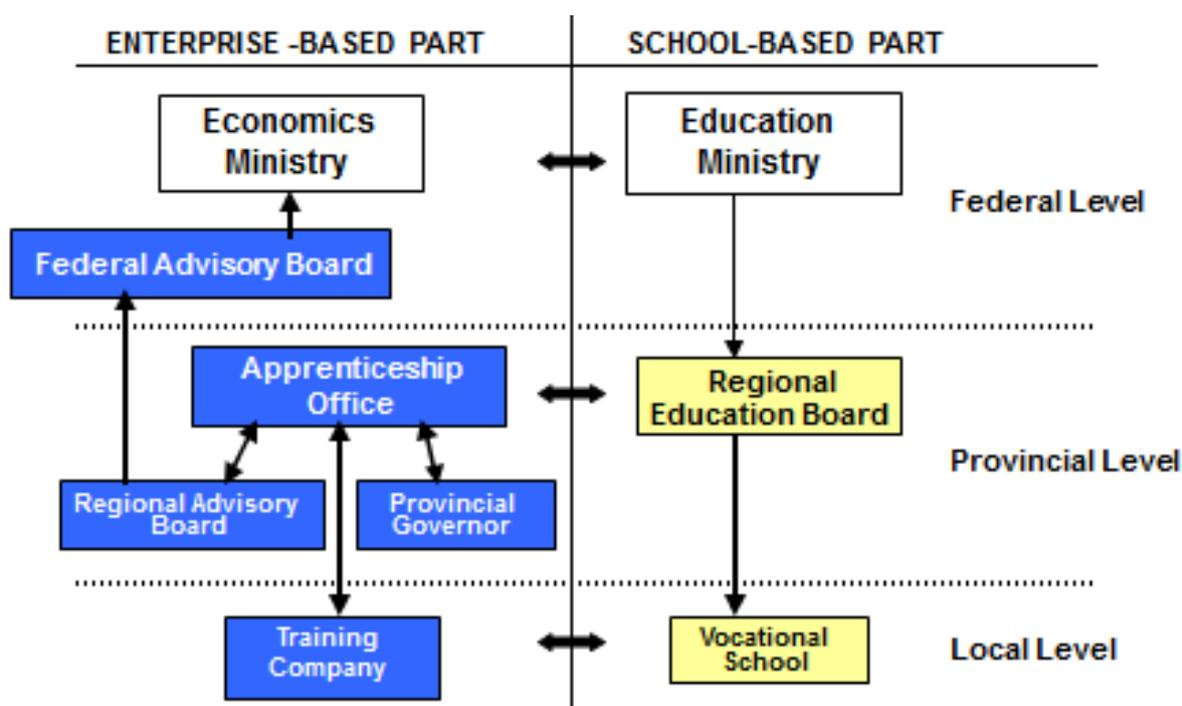 ENTERPRISE -BASED PART
SCHOOL-BASED PART
Economics
Ministry
Education
Ministry
Federal Level
Federal Advisory Board
Apprenticeship
Office
Regional
Education Board
Provincial Level
Regional Advisory
Board
Provincial
Governor
Training
Company
Vocational
School
Local Level